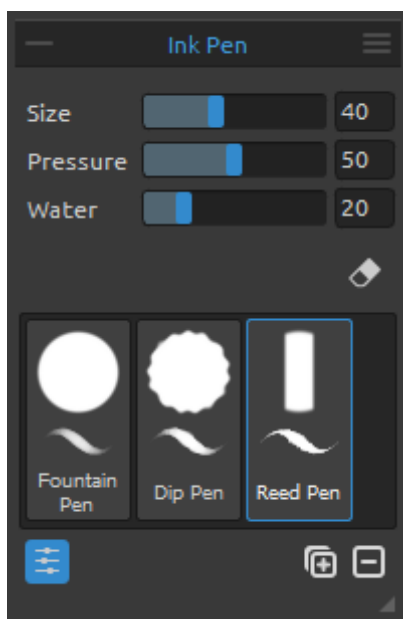 Ink Pen
Size 40
Pressure 50
Water 20
Fountain
Pen
Dip Pen
Reed Pen